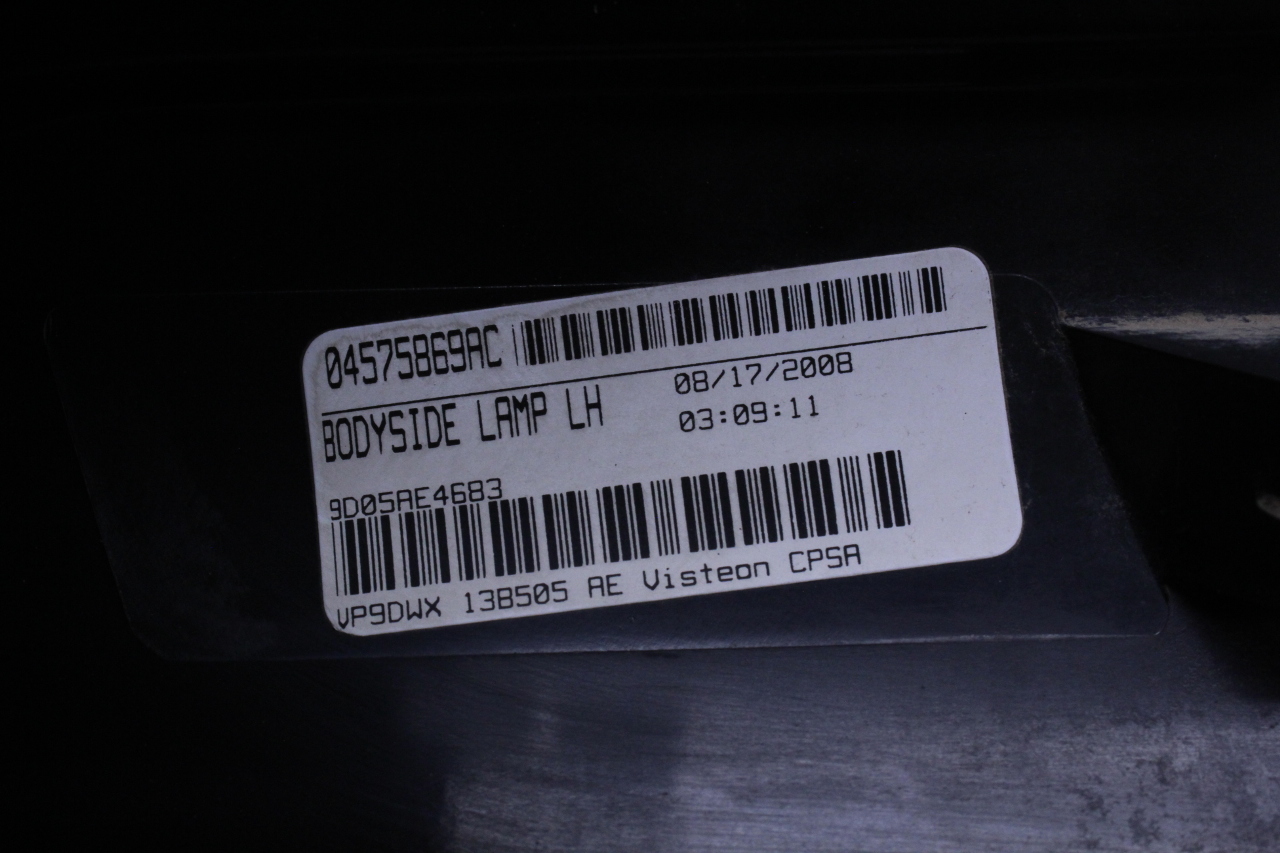 04575869AC
BODYSIDE LAMP LH
08/17/2008
03:09:11
9D05AE4683
VP9DWX 13B505 AE Visteon CPSA